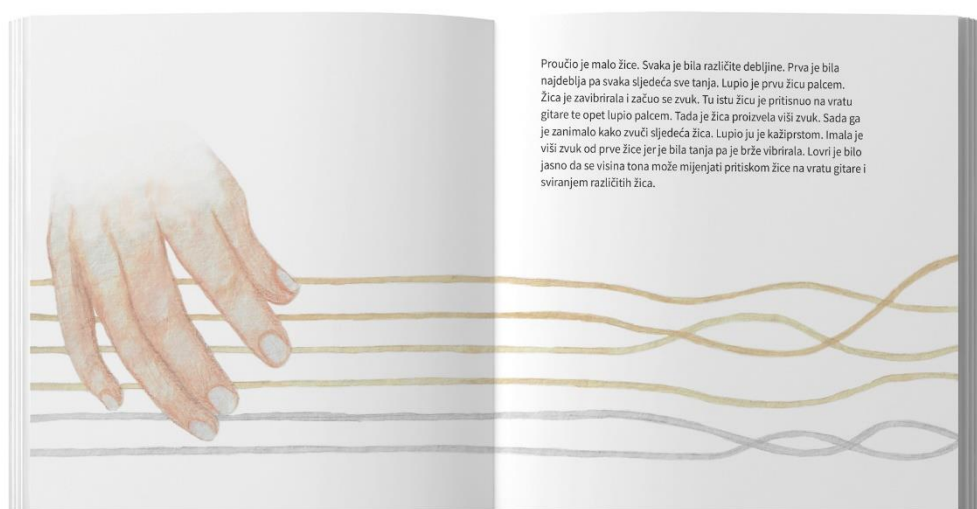 Proučio je malo žice. Svaka je bila različite debljine. Prva je bila
najdeblja pa svaka sljedeća sve tanja. Lupio je prvu žicu palcem.
Žica je zavibrirala i začuo se zvuk. Tu istu žicu je pritisnuo na vratu
gitare te opet lupio palcem. Tada je žica proizvela viši zvuk. Sada ga
je zanimalo kako zvuči sljedeća žica. Lupio ju je kažiprstom. Imala je
viši zvuk od prve žice jer je bila tanja pa je brže vibrirala. Lovri je bilo
jasno da se visina tona može mijenjati pritiskom žice na vratu gitare i
sviranjem različitih žica.